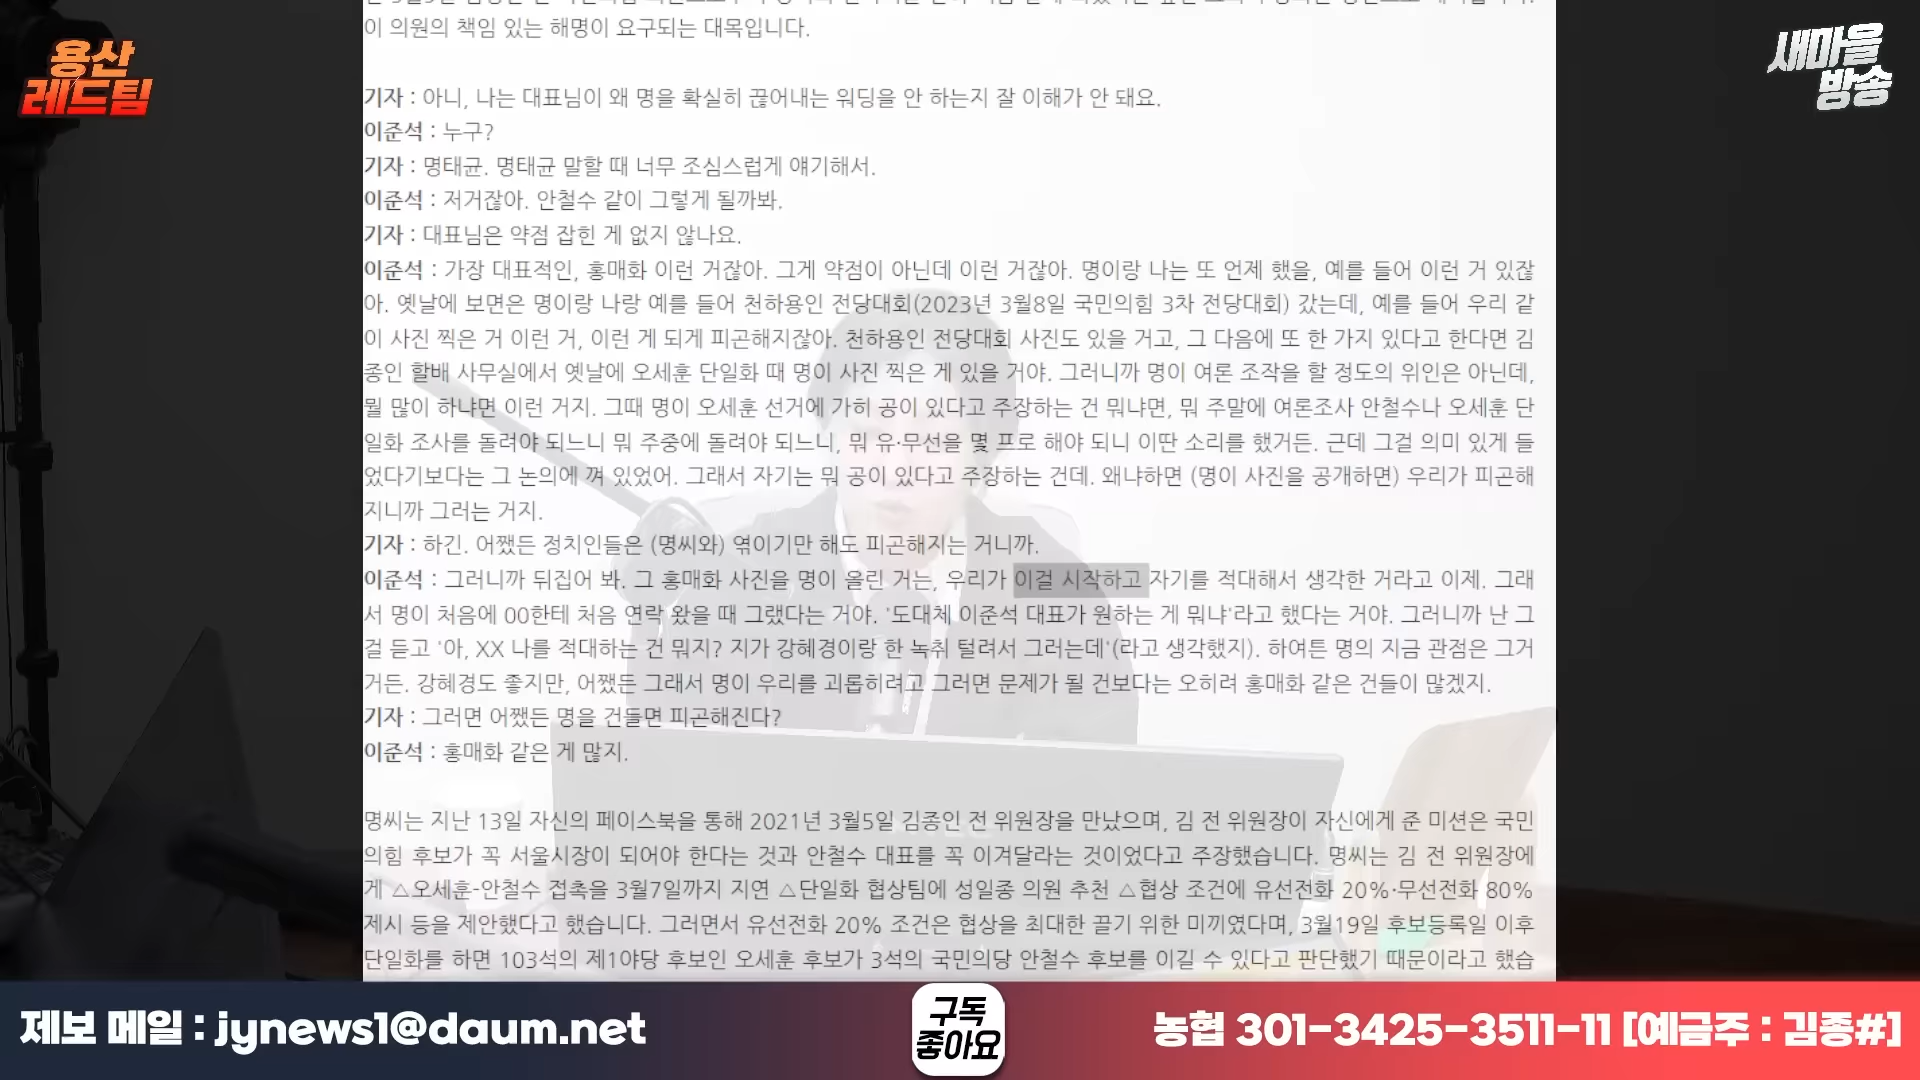 이 의원의 책임 있는 해명이 요구되는 대목입니다.
용산
레드팀
새마을
방송
기자 : 아니, 나는 대표님이 왜 명을 확실히 끊어내는 워딩을 안 하는지 잘 이해가 안 돼요.
이준석 : 누구?
기자 : 명태균. 명태균 말할 때 너무 조심스럽게 얘기해서.
이준석 : 저거잖아. 안철수 같이 그렇게 될까봐.
기자 : 대표님은 약점 잡힌 게 없지 않나요.
이준석 : 가장 대표적인, 홍매화 이런 거잖아. 그게 약점이 아닌데 이런 거잖아. 명이랑 나는 또 언제 했을, 예를 들어 이런 거 있잖
아. 옛날에 보면은 명이랑 나랑 예를 들어 천하용인 전당대회(2023년 3월8일 국민의힘 3차 전당대회) 갔는데, 예를 들어 우리 같
이 사진 찍은 거 이런 거, 이런 게 되게 피곤해지잖아. 천하용인 전당대회 사진도 있을 거고, 그 다음에 또 한 가지 있다고 한다면 김
종인 할배 사무실에서 옛날에 오세훈 단일화 때 명이 사진 찍은 게 있을 거야. 그러니까 명이 여론 조작을 할 정도의 위인은 아닌데,
뭘 많이 하냐면 이런 거지. 그때 명이 오세훈 선거에 가히 공이 있다고 주장하는 건 뭐냐면, 뭐 주말에 여론조사 안철수나 오세훈 단
일화 조사를 돌려야 되느니 뭐 주중에 돌려야 되느니, 뭐 유·무선을 몇 프로 해야 되니 이딴 소리를 했거든. 근데 그걸 의미 있게 들
었다기보다는 그 논의에 껴 있었어. 그래서 자기는 뭐 공이 있다고 주장하는 건데. 왜냐하면 (명이 사진을 공개하면) 우리가 피곤해
지니까 그러는 거지.
기자 : 하긴. 어쨌든 정치인들은 (명씨와) 엮이기만 해도 피곤해지는 거니까.
이준석 : 그러니까 뒤집어 봐. 그 홍매화 사진을 명이 올린 거는, 우리가 이걸 시작하고 자기를 적대해서 생각한 거라고 이제. 그래
서 명이 처음에 00한테 처음 연락 왔을 때 그랬다는 거야. '도대체 이준석 대표가 원하는 게 뭐냐'라고 했다는 거야. 그러니까 난 그
걸 듣고 '아, XX 나를 적대하는 건 뭐지? 지가 강혜경이랑 한 녹취 털려서 그러는데'(라고 생각했지). 하여튼 명의 지금 관점은 그거
거든. 강혜경도 좋지만, 어쨌든 그래서 명이 우리를 괴롭히려고 그러면 문제가 될 건보다는 오히려 홍매화 같은 건들이 많겠지.
기자 : 그러면 어쨌든 명을 건들면 피곤해진다?
이준석 : 홍매화 같은 게 많지.
명씨는 지난 13일 자신의 페이스북을 통해 2021년 3월5일 김종인 전 위원장을 만났으며, 김 전 위원장이 자신에게 준 미션은 국민
의힘 후보가 꼭 서울시장이 되어야 한다는 것과 안철수 대표를 꼭 이겨달라는 것이었다고 주장했습니다. 명씨는 김 전 위원장에
게 △오세훈-안철수 접촉을 3월7일까지 지연 △단일화 협상팀에 성일종 의원 추천 △협상 조건에 유선전화 20%·무선전화 80%
제시 등을 제안했다고 했습니다. 그러면서 유선전화 20% 조건은 협상을 최대한 끌기 위한 미끼였다며, 3월19일 후보등록일 이후
단일화를 하면 103석의 제1야당 후보인 오세훈 후보가 3석의 국민의당 안철수 후보를 이길 수 있다고 판단했기 때문이라고 했습
제보 메일 : jynews1@daum.net
구독
좋아요
농협 301-3425-3511-11 [예금주 : 김종#]